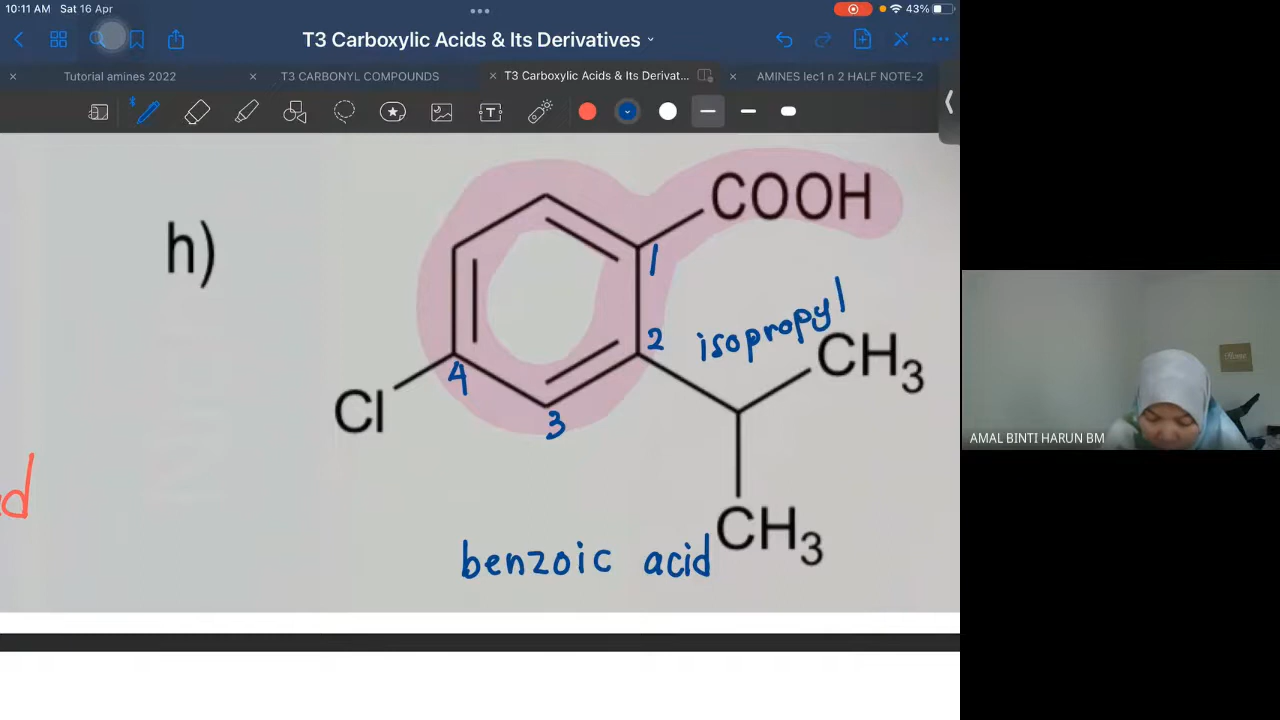 10:11 AM Sat 16 Apr
43%
T3 Carboxylic Acids & Its Derivatives
Tutorial amines 2022
T3 CARBONYL COMPOUNDS
T3 Carboxylic Acids & Its Derivat...
AMINES lec1 n 2 HALF NOTE-2
T
h)
COOH
1
2
isopropyl
CH3
4
Cl
3
CH3
benzoic acid
Home
AMAL BINTI HARUN BM